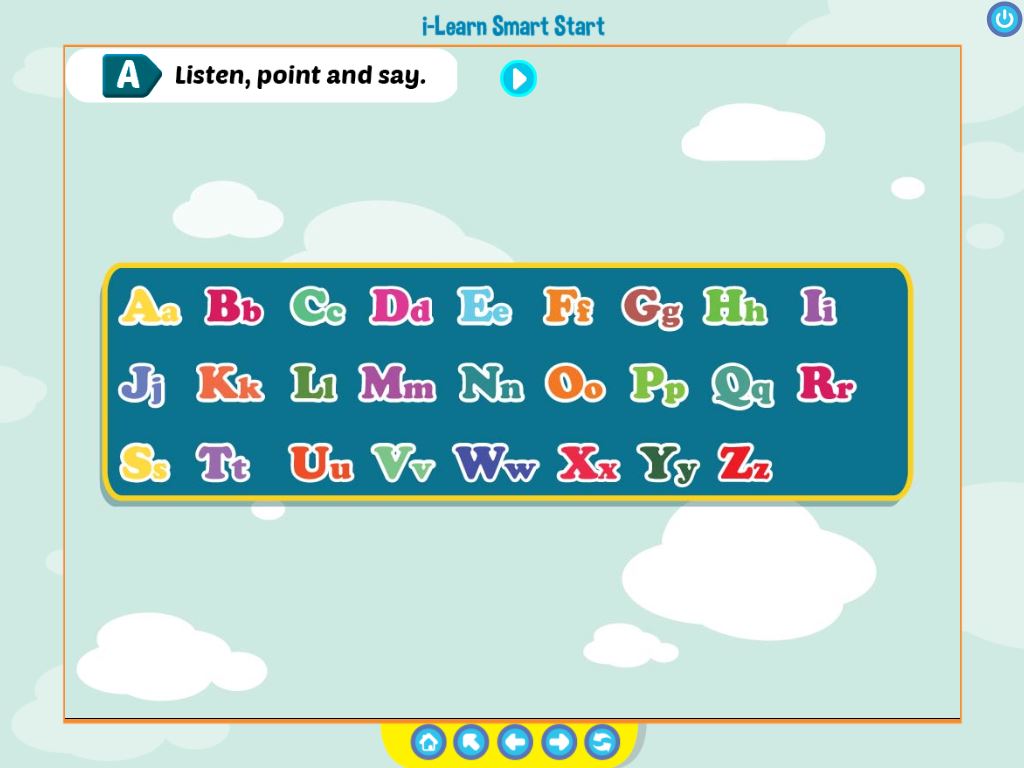 i-Learn Smart Start
A Listen, point and say.
Aa Bb Cc Dd Ee Ff Gg Hh Ii
Jj Kk Ll Mm Nn Oo Pp Qq Rr
Ss Tt Uu Vv Ww Xx Yy Zz